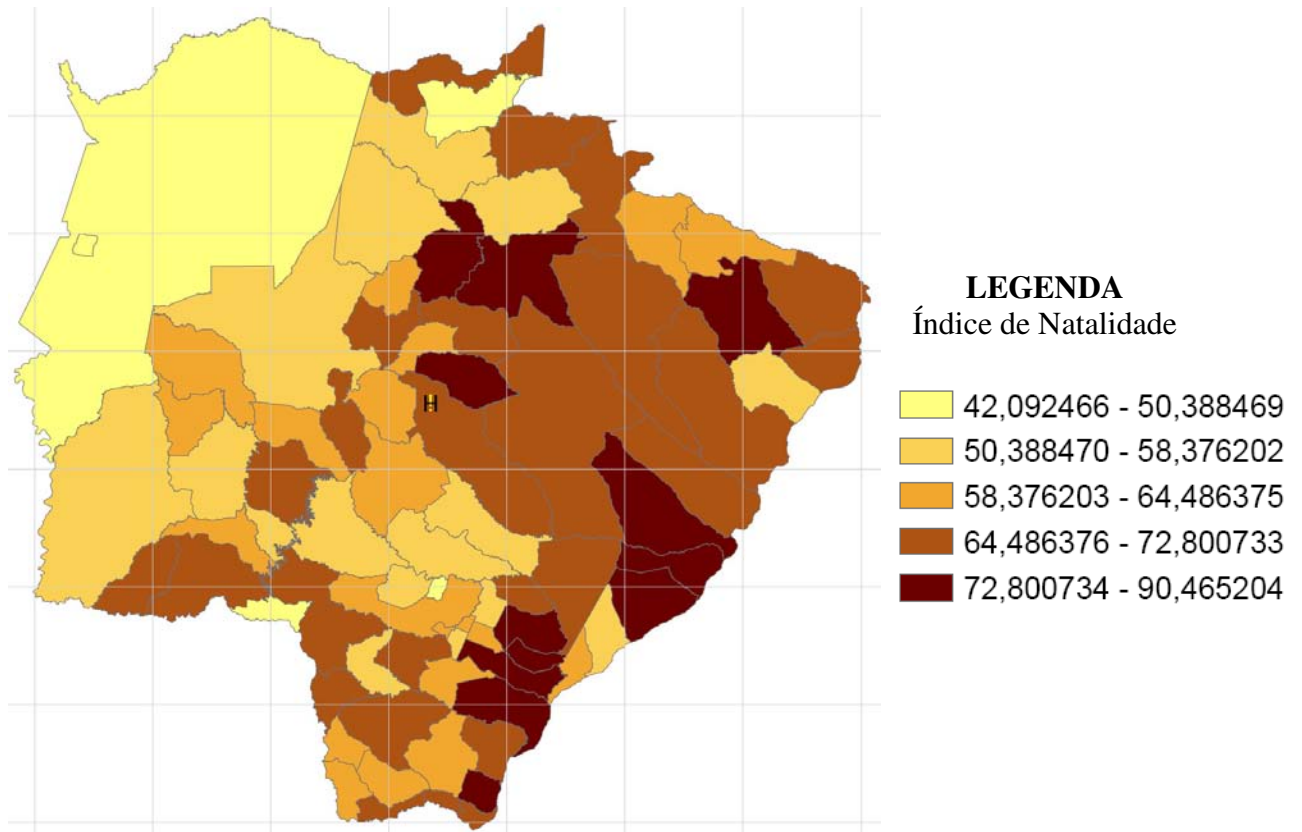 LEGENDA
Índice de Natalidade
42,092466 - 50,388469
50,388470 - 58,376202
58,376203 - 64,486375
64,486376 - 72,800733
72,800734 - 90,465204